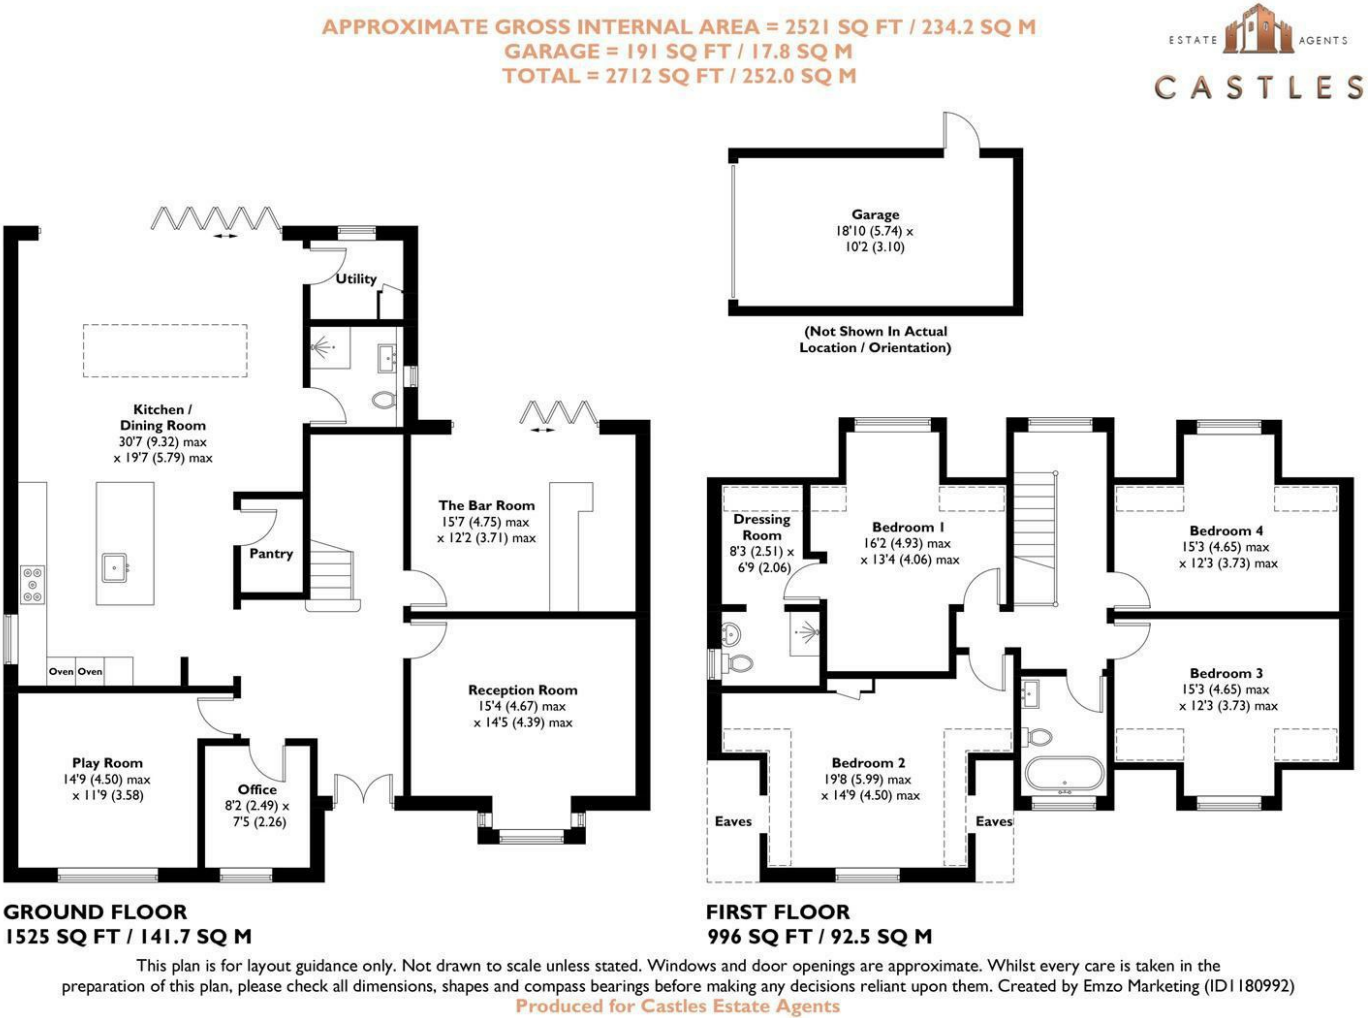 APPROXIMATE GROSS INTERNAL AREA = 2521 SQ FT / 234.2 SQ M
GARAGE = 191 SQ FT / 17.8 SQ M
TOTAL = 2712 SQ FT / 252.0 SQ M
ESTATE AGENTS
CASTLES
Garage
18'10 (5.74) x
10'2 (3.10)
(Not Shown In Actual
Location / Orientation)
Utility
Kitchen /
Dining Room
30'7 (9.32) max
x 19'7 (5.79) max
Pantry
The Bar Room
15'7 (4.75) max
x 12'2 (3.71) max
Oven Oven
Reception Room
15'4 (4.67) max
x 14'5 (4.39) max
Play Room
14'9 (4.50) max
x 11'9 (3.58)
Office
8'2 (2.49) x
7'5 (2.26)
Dressing
Room
8'3 (2.51) x
6'9 (2.06)
Bedroom 1
16'2 (4.93) max
x 13'4 (4.06) max
Bedroom 4
15'3 (4.65) max
x 12'3 (3.73) max
Bedroom 3
15'3 (4.65) max
x 12'3 (3.73) max
Bedroom 2
19'8 (5.99) max
x 14'9 (4.50) max
Eaves
Eaves
GROUND FLOOR
1525 SQ FT / 141.7 SQ M
FIRST FLOOR
996 SQ FT / 92.5 SQ M
This plan is for layout guidance only. Not drawn to scale unless stated. Windows and door openings are approximate. Whilst every care is taken in the
preparation of this plan, please check all dimensions, shapes and compass bearings before making any decisions reliant upon them. Created by Emzo Marketing (ID1180992)
Produced for Castles Estate Agents